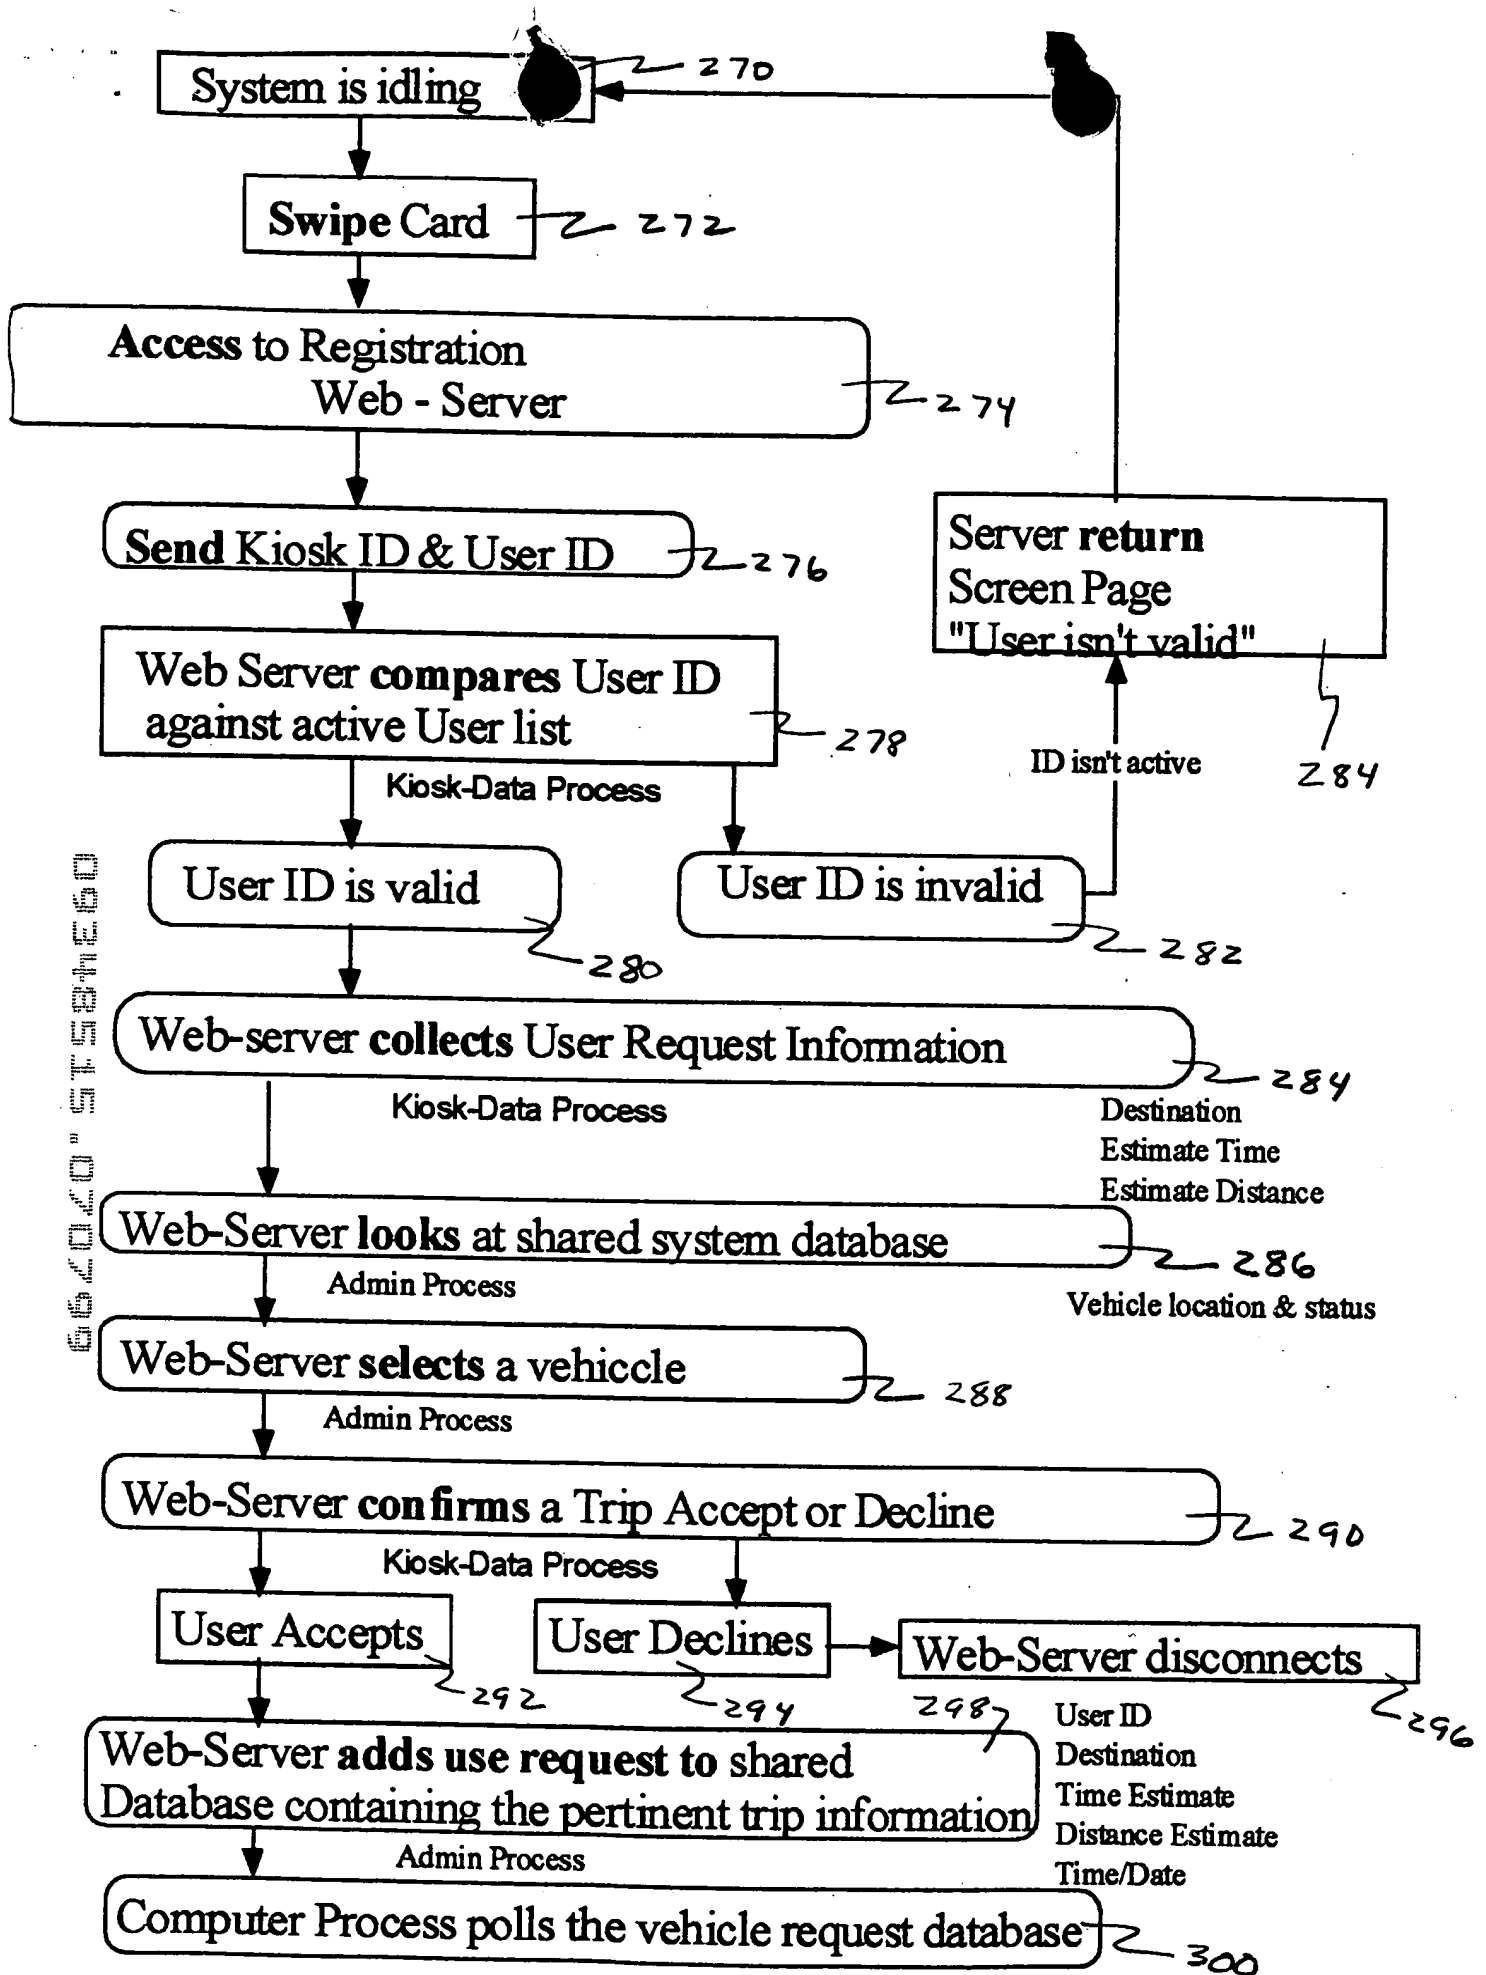 System is idling
270
Swipe Card
272
Access to Registration
Web - Server
274
Send Kiosk ID & User ID
276
Server return
Screen Page
"User isn't valid"
284
Web Server compares User ID
against active User list
278
ID isn't active
Kiosk-Data Process
User ID is valid
280
User ID is invalid
282
Web-server collects User Request Information
284
Kiosk-Data Process
Destination
Estimate Time
Estimate Distance
Web-Server looks at shared system database
286
Admin Process
Vehicle location & status
Web-Server selects a vehiccle
288
Admin Process
Web-Server confirms a Trip Accept or Decline
290
Kiosk-Data Process
User Accepts
292
User Declines
294
Web-Server disconnects
296
298
Web-Server adds use request to shared
Database containing the pertinent trip information
User ID
Destination
Time Estimate
Distance Estimate
Time/Date
Admin Process
Computer Process polls the vehicle request database
300
09348515.070799